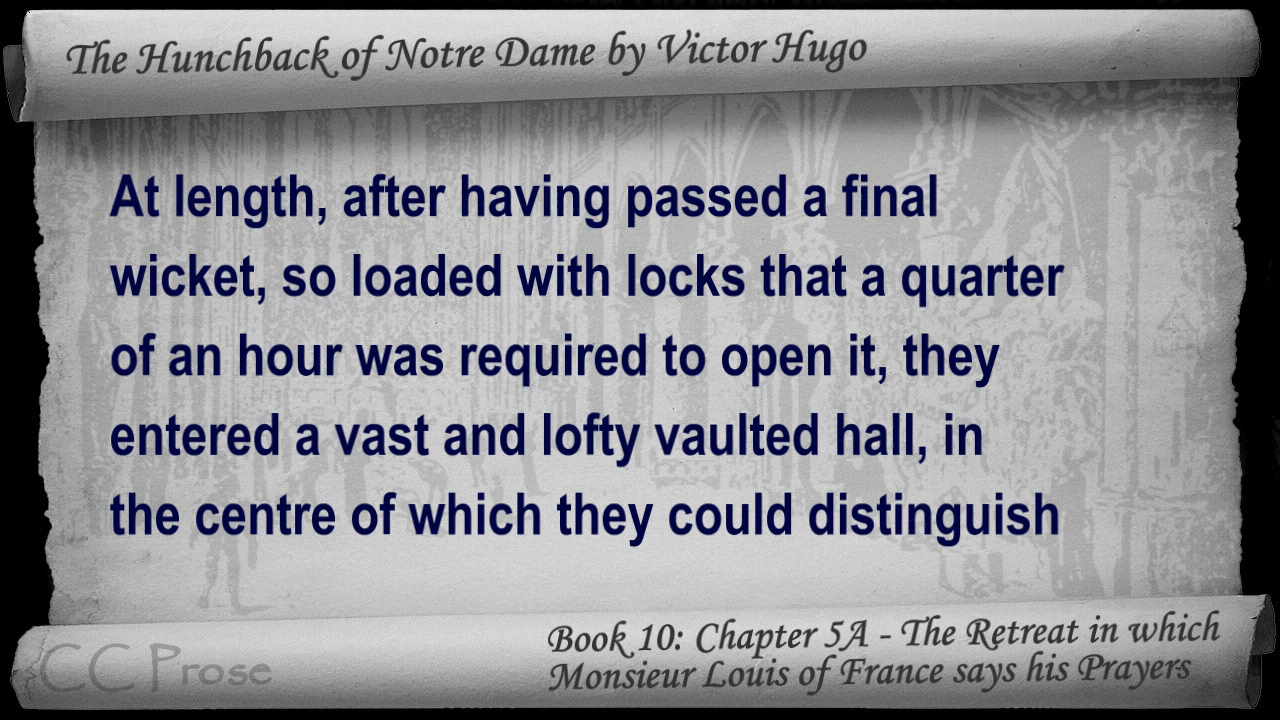 The Hunchback of Notre Dame by Victor Hugo
At length, after having passed a final
wicket, so loaded with locks that a quarter
of an hour was required to open it, they
entered a vast and lofty vaulted hall, in
the centre of which they could distinguish
Book 10: Chapter 5A - The Retreat in which
Monsieur Louis of France says his Prayers
CC Prose